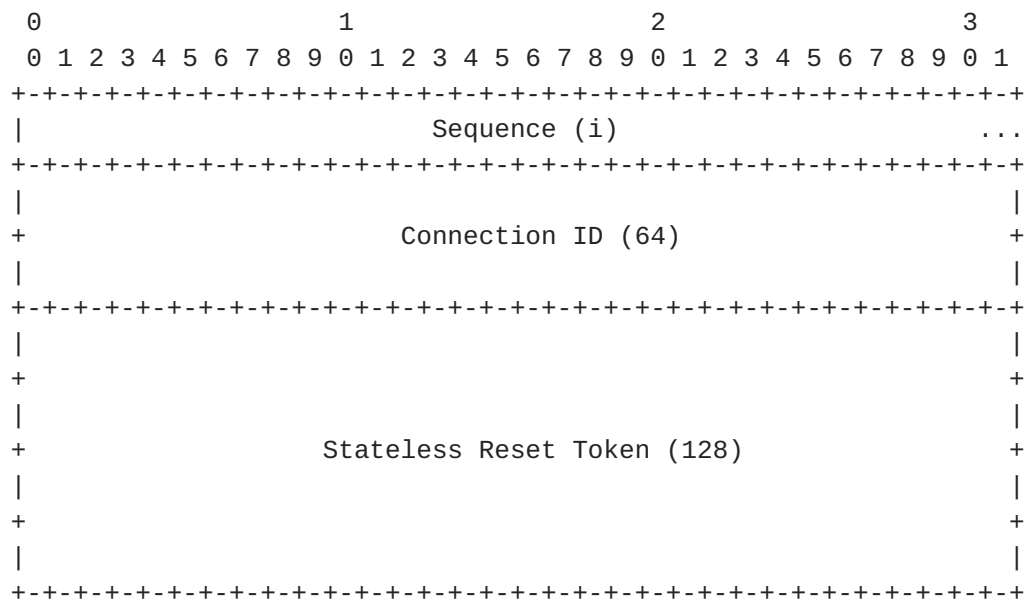 0                   1                   2                   3
 0 1 2 3 4 5 6 7 8 9 0 1 2 3 4 5 6 7 8 9 0 1 2 3 4 5 6 7 8 9 0 1
+-+-+-+-+-+-+-+-+-+-+-+-+-+-+-+-+-+-+-+-+-+-+-+-+-+-+-+-+-+-+-+-+
|                          Sequence (i)                       ...
+-+-+-+-+-+-+-+-+-+-+-+-+-+-+-+-+-+-+-+-+-+-+-+-+-+-+-+-+-+-+-+-+
|                                                               |
+                        Connection ID (64)                     +
|                                                               |
+-+-+-+-+-+-+-+-+-+-+-+-+-+-+-+-+-+-+-+-+-+-+-+-+-+-+-+-+-+-+-+-+
|                                                               |
+                                                               +
|                                                               |
+                   Stateless Reset Token (128)                 +
|                                                               |
+                                                               +
|                                                               |
+-+-+-+-+-+-+-+-+-+-+-+-+-+-+-+-+-+-+-+-+-+-+-+-+-+-+-+-+-+-+-+-+